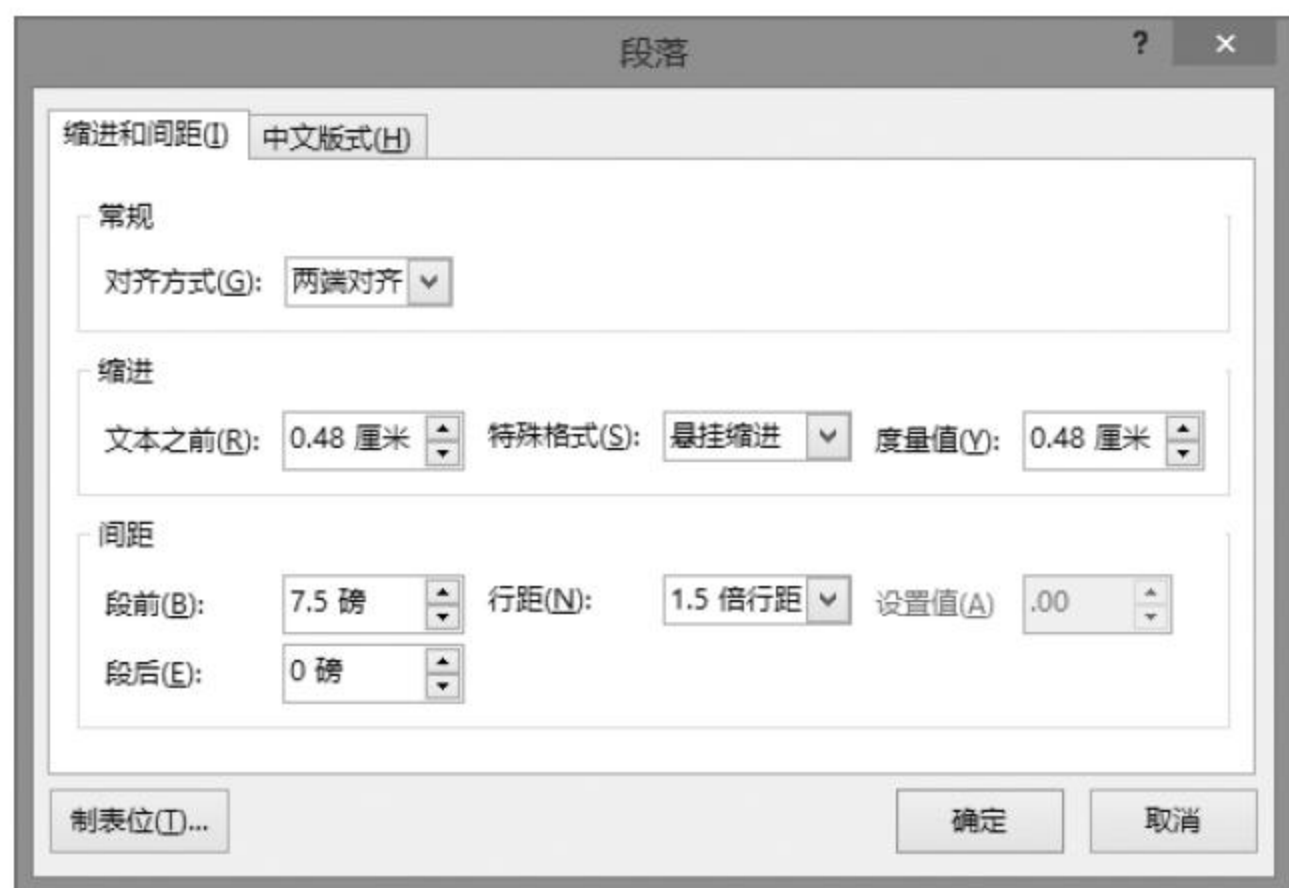 段落 ? ×
缩进和间距(I) 中文版式(H)
常规
对齐方式(G): 两端对齐
缩进
文本之前(R): 0.48 厘米 特殊格式(S): 悬挂缩进 度量值(Y): 0.48 厘米
间距
段前(B): 7.5 磅 行距(N): 1.5 倍行距 设置值(A) .00
段后(E): 0 磅
制表位(T)... 确定 取消